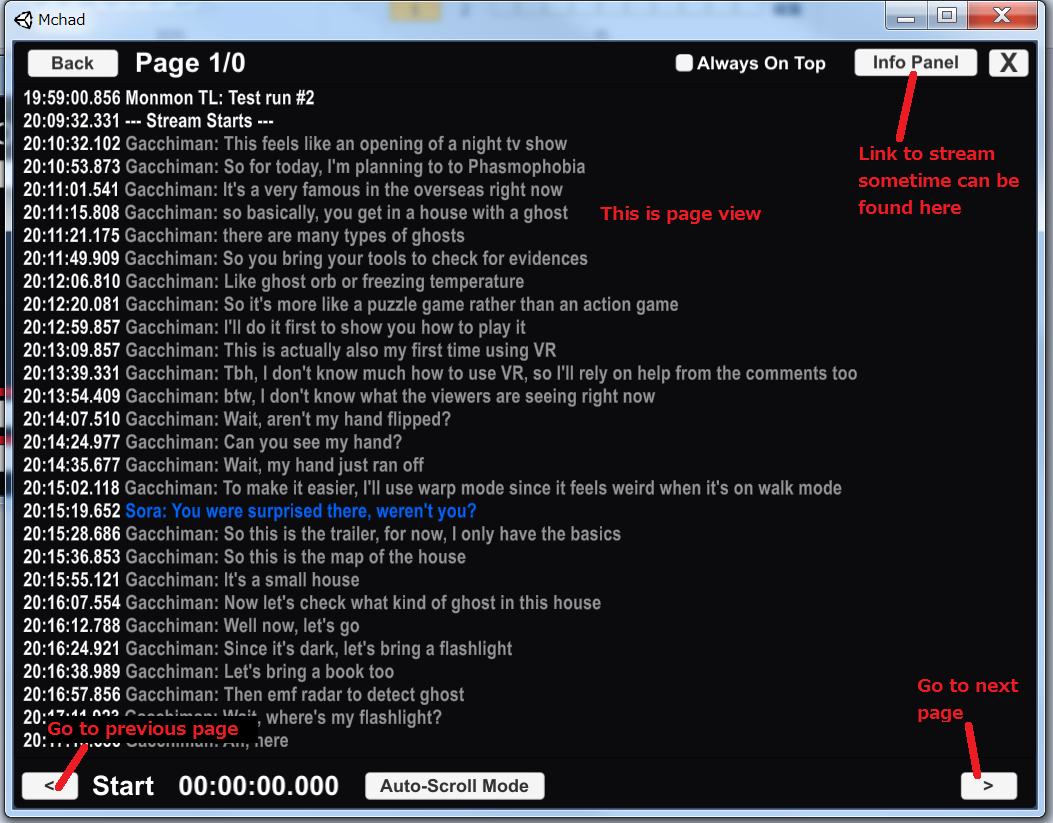 Mchad
Back
Page 1/0
Always On Top
Info Panel
X
19:59:00.856 Monmon TL: Test run #2
20:09:32.331 --- Stream Starts ---
20:10:32.102 Gacchiman: This feels like an opening of a night tv show
20:10:53.873 Gacchiman: So for today, I'm planning to to Phasmophobia
20:11:01.541 Gacchiman: It's a very famous in the overseas right now
20:11:15.808 Gacchiman: so basically, you get in a house with a ghost
20:11:21.175 Gacchiman: there are many types of ghosts
20:11:49.909 Gacchiman: So you bring your tools to check for evidences
20:12:06.810 Gacchiman: Like ghost orb or freezing temperature
20:12:20.081 Gacchiman: So it's more like a puzzle game rather than an action game
20:12:59.857 Gacchiman: I'll do it first to show you how to play it
20:13:09.857 Gacchiman: This is actually also my first time using VR
20:13:39.331 Gacchiman: Tbh, I don't know much how to use VR, so I'll rely on help from the comments too
20:13:54.409 Gacchiman: btw, I don't know what the viewers are seeing right now
20:14:07.510 Gacchiman: Wait, aren't my hand flipped?
20:14:24.977 Gacchiman: Can you see my hand?
20:14:35.677 Gacchiman: Wait, my hand just ran off
20:15:02.118 Gacchiman: To make it easier, I'll use warp mode since it feels weird when it's on walk mode
20:15:19.652 Sora: You were surprised there, weren't you?
20:15:28.686 Gacchiman: So this is the trailer, for now, I only have the basics
20:15:36.853 Gacchiman: So this is the map of the house
20:15:55.121 Gacchiman: It's a small house
20:16:07.554 Gacchiman: Now let's check what kind of ghost in this house
20:16:12.788 Gacchiman: Well now, let's go
20:16:24.921 Gacchiman: Since it's dark, let's bring a flashlight
20:16:38.989 Gacchiman: Let's bring a book too
20:16:57.856 Gacchiman: Then emf radar to detect ghost
20:17:11.923 Gacchiman: Wait, where's my flashlight?
Gacchiman: Ah, here
Link to stream
sometime can be
found here
This is page view
Go to previous page
Go to next
page
<
Start
00:00:00.000
Auto-Scroll Mode
>